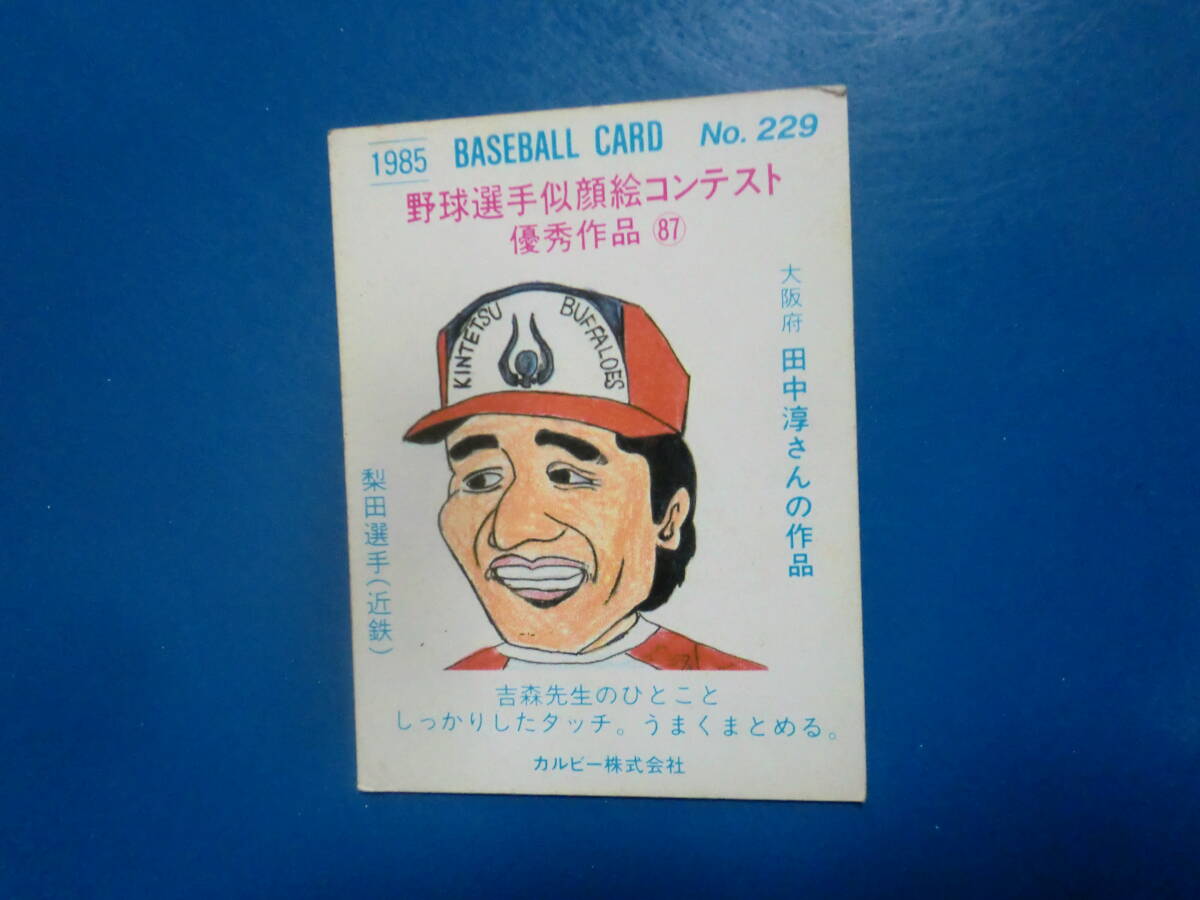 1985 BASEBALL CARD No. 229
野球選手似顔絵コンテスト
優秀作品 ㊇
KINTETSU BUFFALOES
大阪府 田中淳さんの作品
梨田選手(近鉄)
吉森先生のひとこと
しっかりしたタッチ。うまくまとめる。
カルビー株式会社